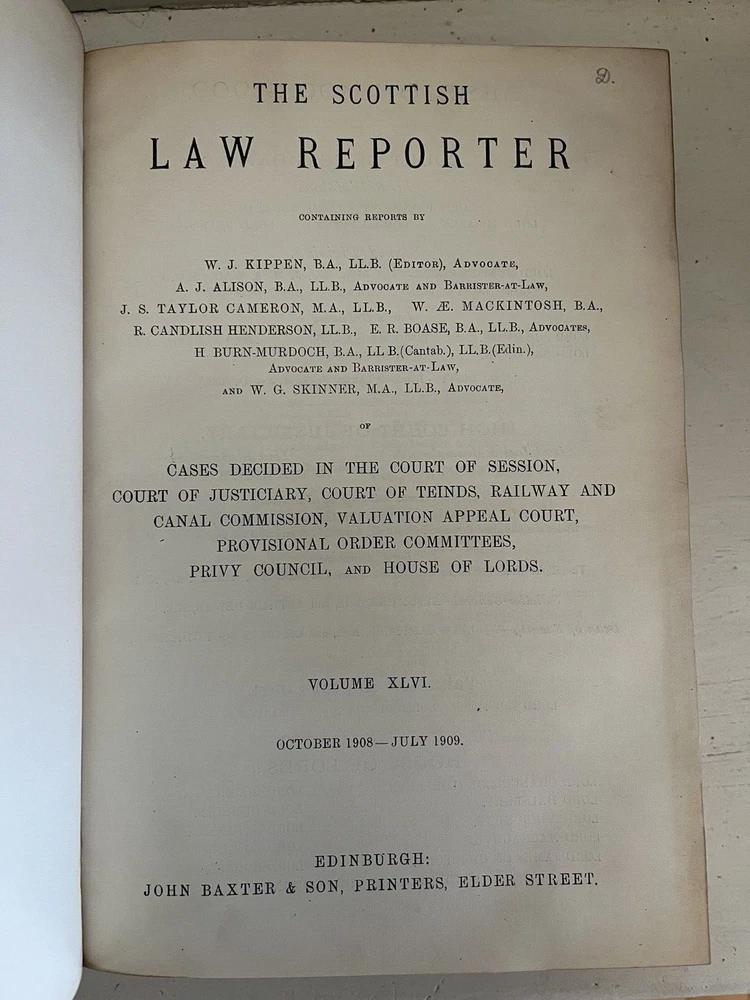 D.
THE SCOTTISH
LAW REPORTER
CONTAINING REPORTS BY
W. J. KIPPEN, B.A., LL.B. (EDITOR), ADVOCATE,
A. J. ALISON, B.A., LL.B., ADVOCATE AND BARRISTER-AT-LAW,
J. S. TAYLOR CAMERON, M.A., LL.B., W. Æ. MACKINTOSH, B.A.,
R. CANDLISH HENDERSON, LL.B., E. R. BOASE, B.A., LL.B., ADVOCATES,
H BURN-MURDOCH, B.A., LL B.(Cantab.), LL.B.(Edin.),
ADVOCATE AND BARRISTER-AT-LAW,
AND W. G. SKINNER, M.A., LL.B., ADVOCATE,
OF
CASES DECIDED IN THE COURT OF SESSION,
COURT OF JUSTICIARY, COURT OF TEINDS, RAILWAY AND
CANAL COMMISSION, VALUATION APPEAL COURT,
PROVISIONAL ORDER COMMITTEES,
PRIVY COUNCIL, AND HOUSE OF LORDS.
VOLUME XLVI.
OCTOBER 1908—JULY 1909.
EDINBURGH:
JOHN BAXTER & SON, PRINTERS, ELDER STREET.